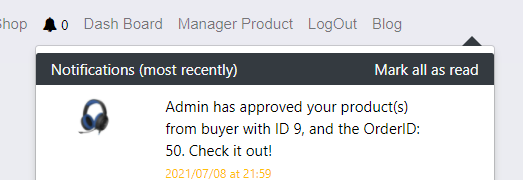 Shop 0 Dash Board Manager Product LogOut Blog
Notifications (most recently) Mark all as read
Admin has approved your product(s)
from buyer with ID 9, and the OrderID:
50. Check it out!
2021/07/08 at 21:59